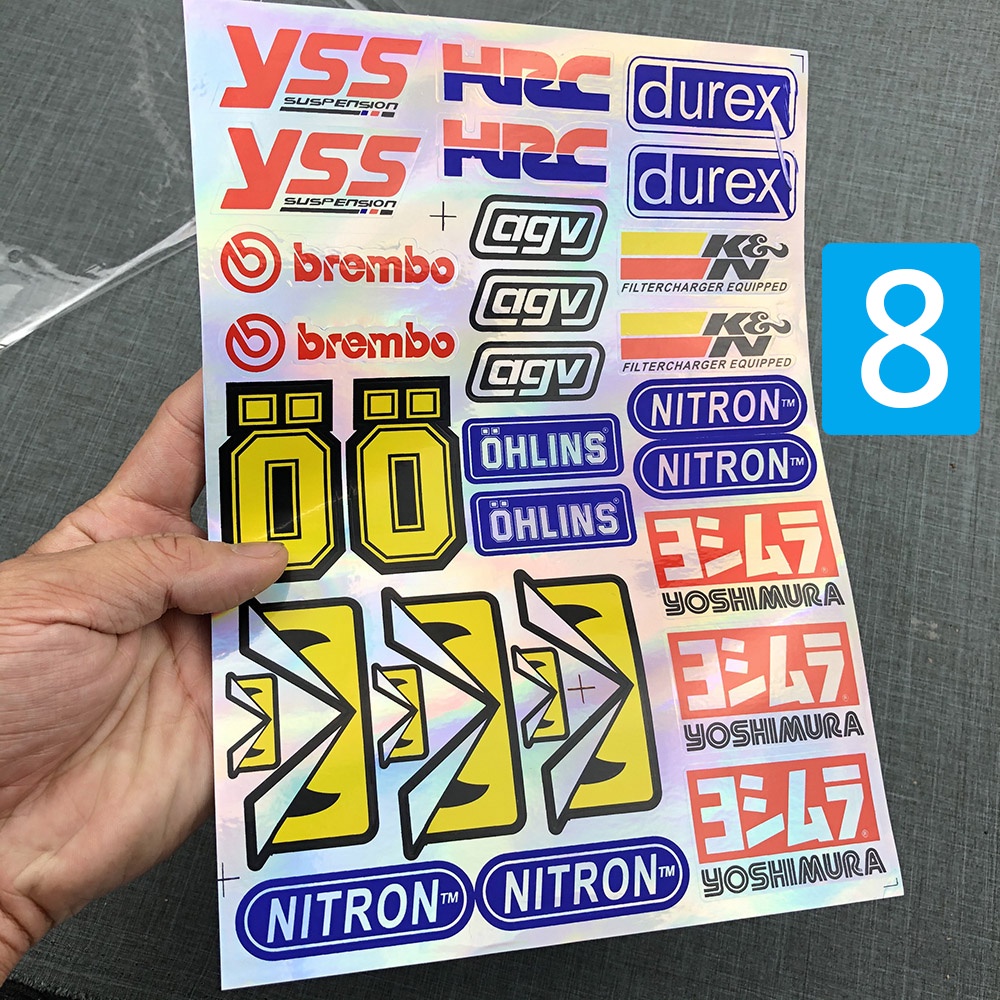 YSS
SUSPENSION
HRC
durex
YSS
SUSPENSION
HRC
durex
brembo
agv
K&N
FILTERCHARGER EQUIPPED
8
brembo
agv
K&N
FILTERCHARGER EQUIPPED
agv
NITRON™
Ö Ö
ÖHLINS®
NITRON™
ÖHLINS®
ヨシムラ
YOSHIMURA
ヨシムラ®
YOSHIMURA
ヨシムラ®
YOSHIMURA
NITRON™
NITRON™